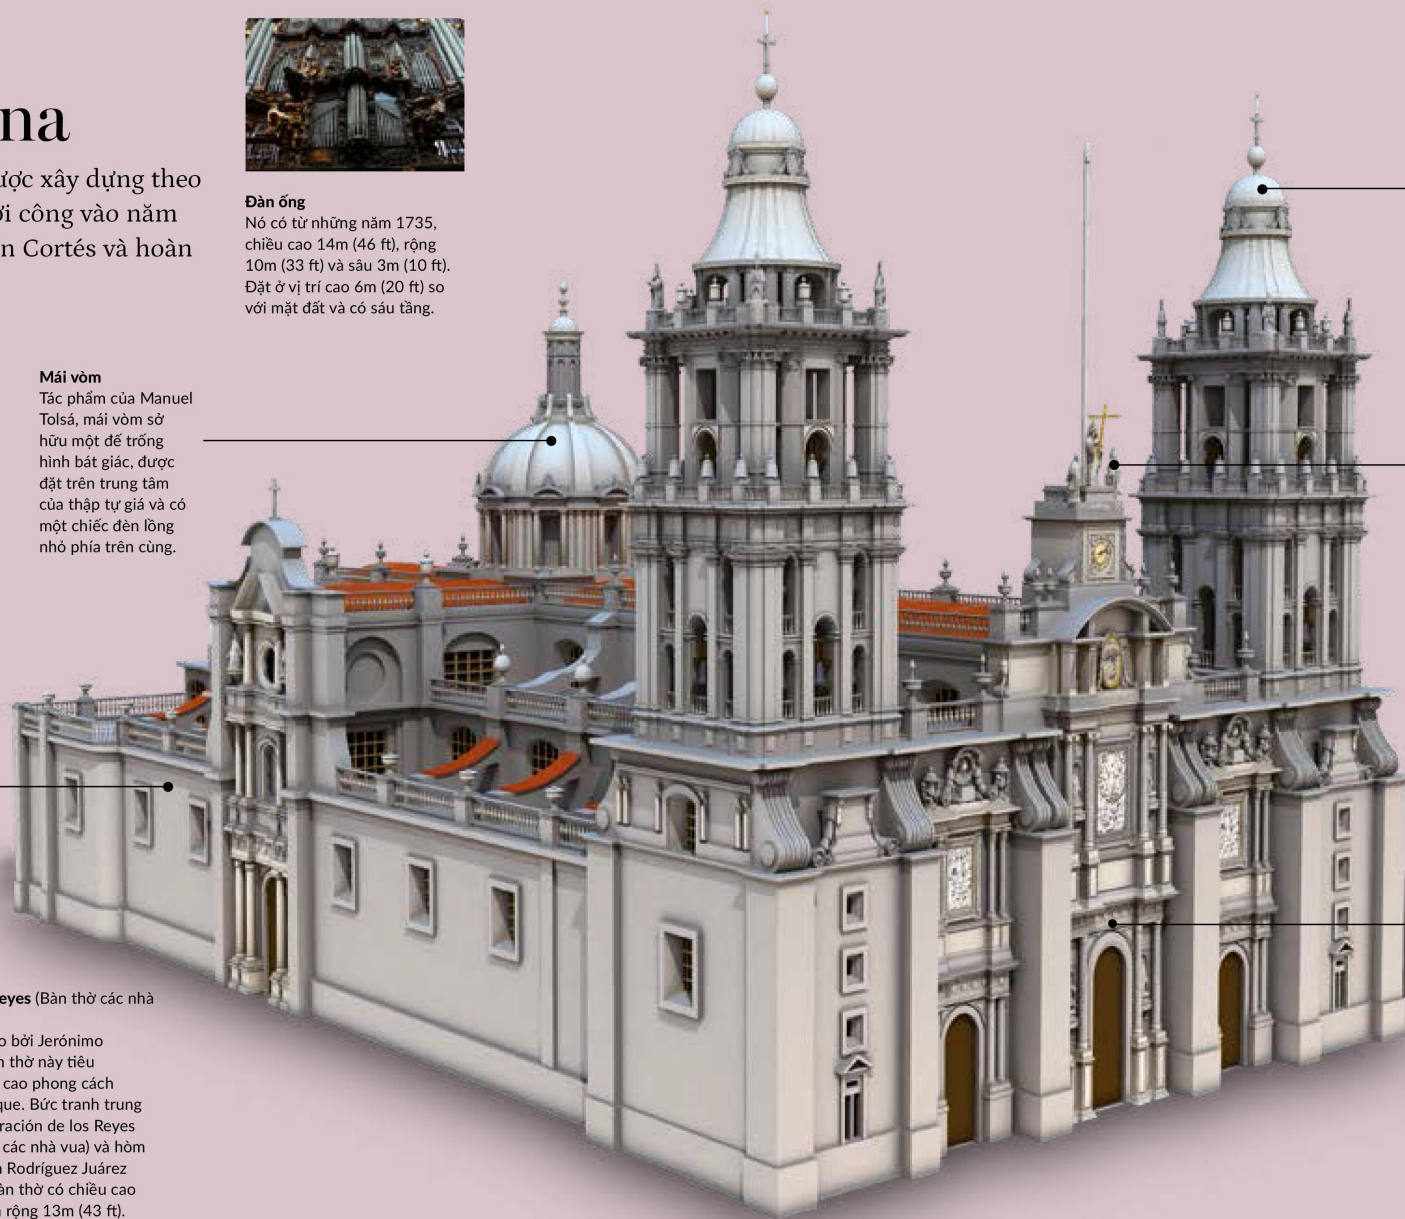 na
ược xây dựng theo
ời công vào năm
n Cortés và hoàn
Đàn ống
Nó có từ những năm 1735,
chiều cao 14m (46 ft), rộng
10m (33 ft) và sâu 3m (10 ft).
Đặt ở vị trí cao 6m (20 ft) so
với mặt đất và có sáu tầng.
Mái vòm
Tác phẩm của Manuel
Tolsá, mái vòm sở
hữu một đế trống
hình bát giác, được
đặt trên trung tâm
của thập tự giá và có
một chiếc đèn lồng
nhỏ phía trên cùng.
eyes (Bàn thờ các nhà
o bởi Jerónimo
n thờ này tiêu
cao phong cách
que. Bức tranh trung
ración de los Reyes
các nhà vua) và hòm
n Rodríguez Juárez
àn thờ có chiều cao
rộng 13m (43 ft).